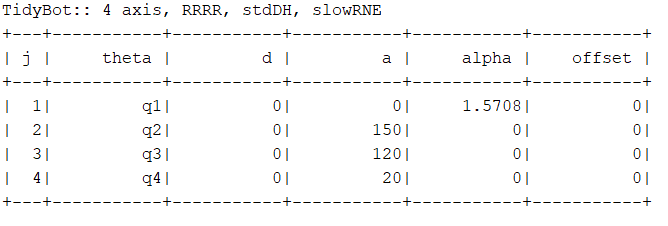 TidyBot:: 4 axis, RRRR, stdDH, slowRNE
+---+-----------+-----------+-----------+-----------+-----------+
| j |     theta |         d |         a |     alpha |    offset |
+---+-----------+-----------+-----------+-----------+-----------+
|  1|         q1|          0|          0|     1.5708|          0|
|  2|         q2|          0|        150|          0|          0|
|  3|         q3|          0|        120|          0|          0|
|  4|         q4|          0|         20|          0|          0|
+---+-----------+-----------+-----------+-----------+-----------+